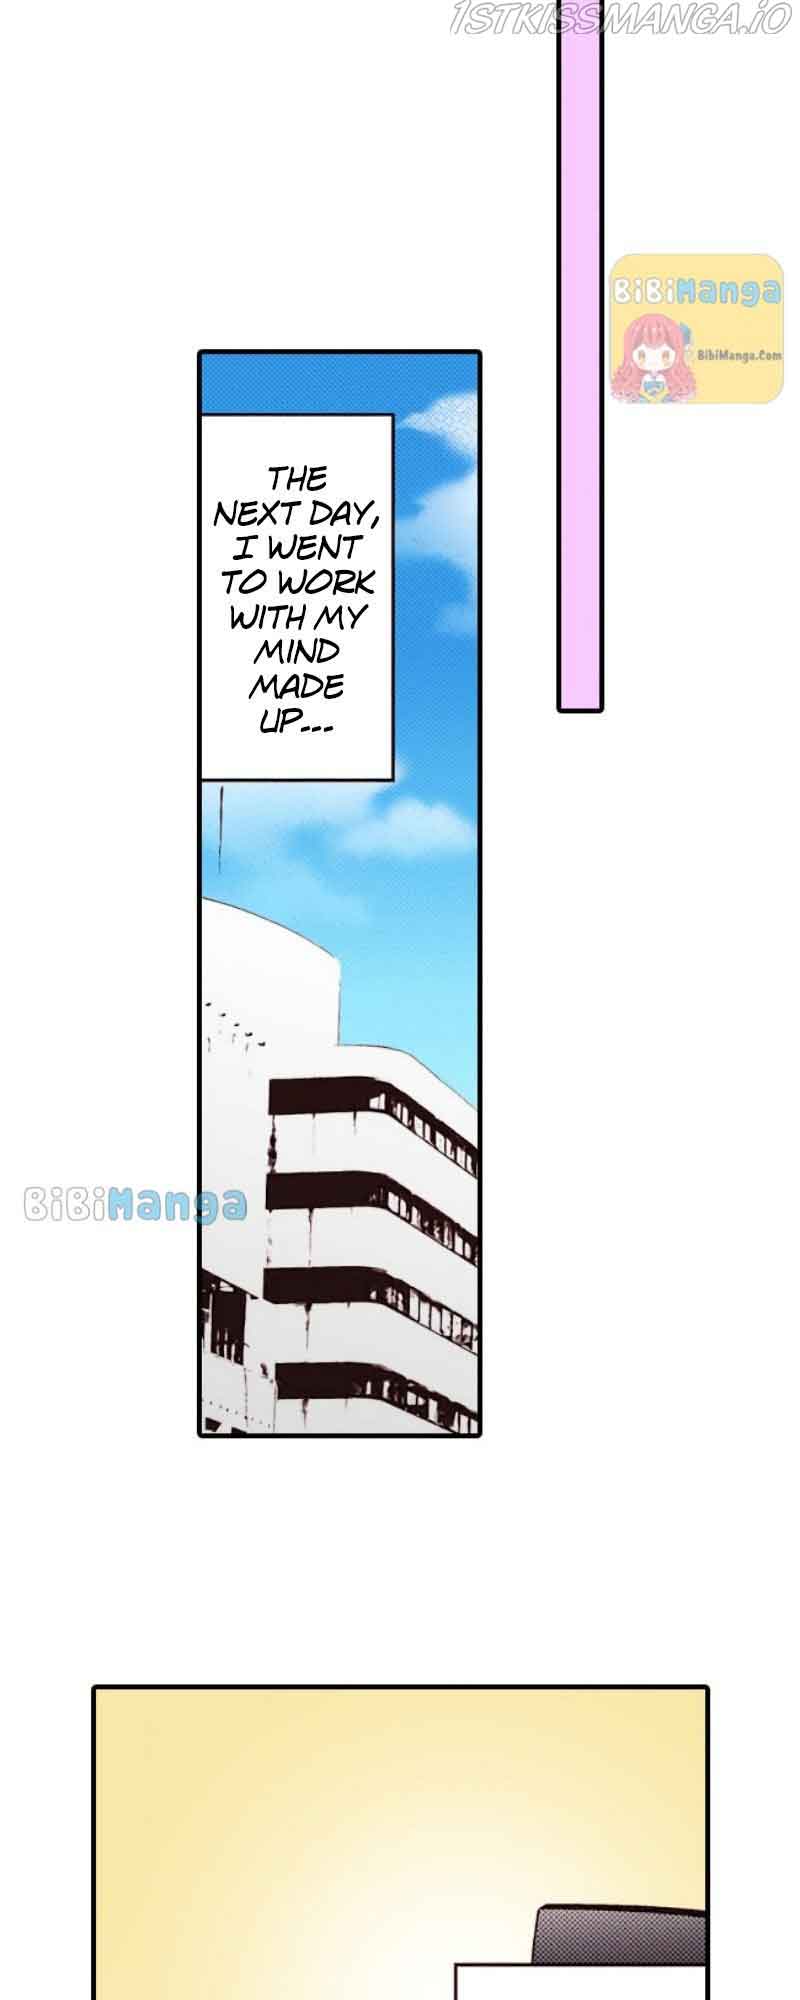 1STKISSMANGA.iO
BiBiManga
BibiManga.Com
THE
NEXT DAY,
I WENT
TO WORK
WITH MY
MIND
MADE
UP...
BiBiManga